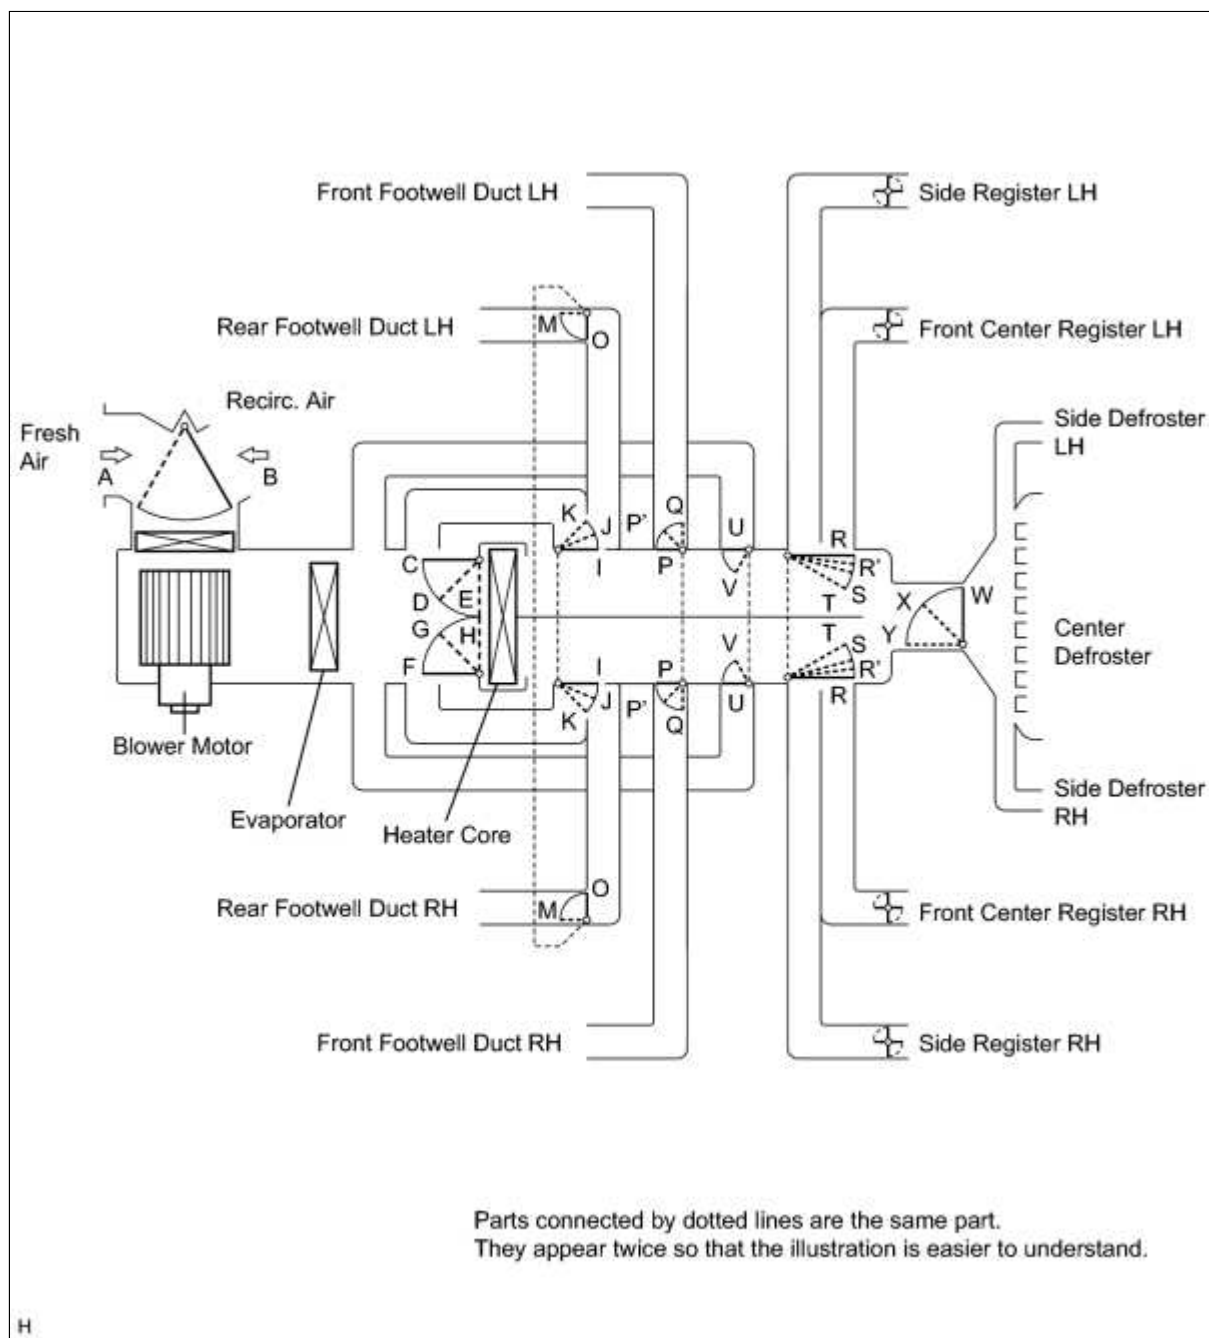 Front Footwell Duct LH
Side Register LH
Rear Footwell Duct LH
M
O
Front Center Register LH
Recirc. Air
Fresh
Air
A
B
Side Defroster
LH
K
J
I
P'
Q
P
U
V
R
R'
S
T
C
D
E
G
H
F
T
S
R'
R
V
U
P
P'
Q
I
J
K
X
W
Y
Center
Defroster
Blower Motor
Evaporator
Heater Core
Side Defroster
RH
O
M
Rear Footwell Duct RH
Front Center Register RH
Front Footwell Duct RH
Side Register RH
Parts connected by dotted lines are the same part.
They appear twice so that the illustration is easier to understand.
H